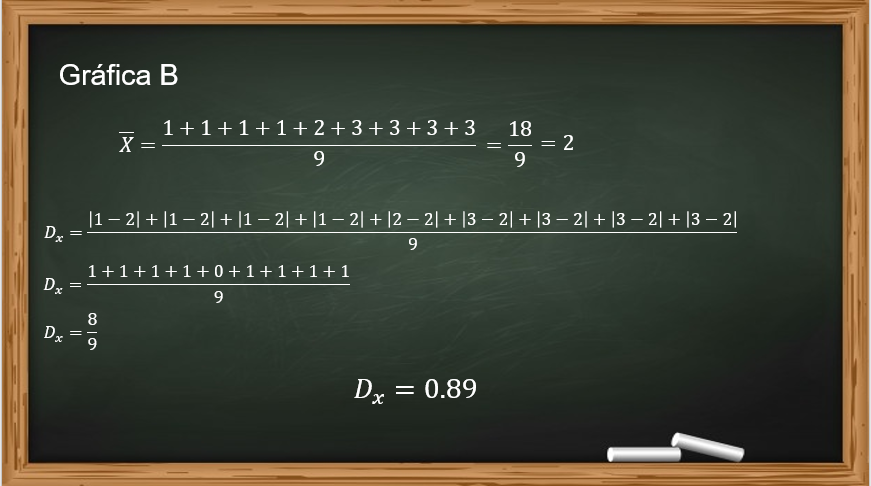 Gráfica B
X̅ = (1 + 1 + 1 + 1 + 2 + 3 + 3 + 3 + 3)/9 = 18/9 = 2
Dₓ = (|1 − 2| + |1 − 2| + |1 − 2| + |1 − 2| + |2 − 2| + |3 − 2| + |3 − 2| + |3 − 2| + |3 − 2|)/9
Dₓ = (1 + 1 + 1 + 1 + 0 + 1 + 1 + 1 + 1)/9
Dₓ = 8/9
Dₓ = 0.89